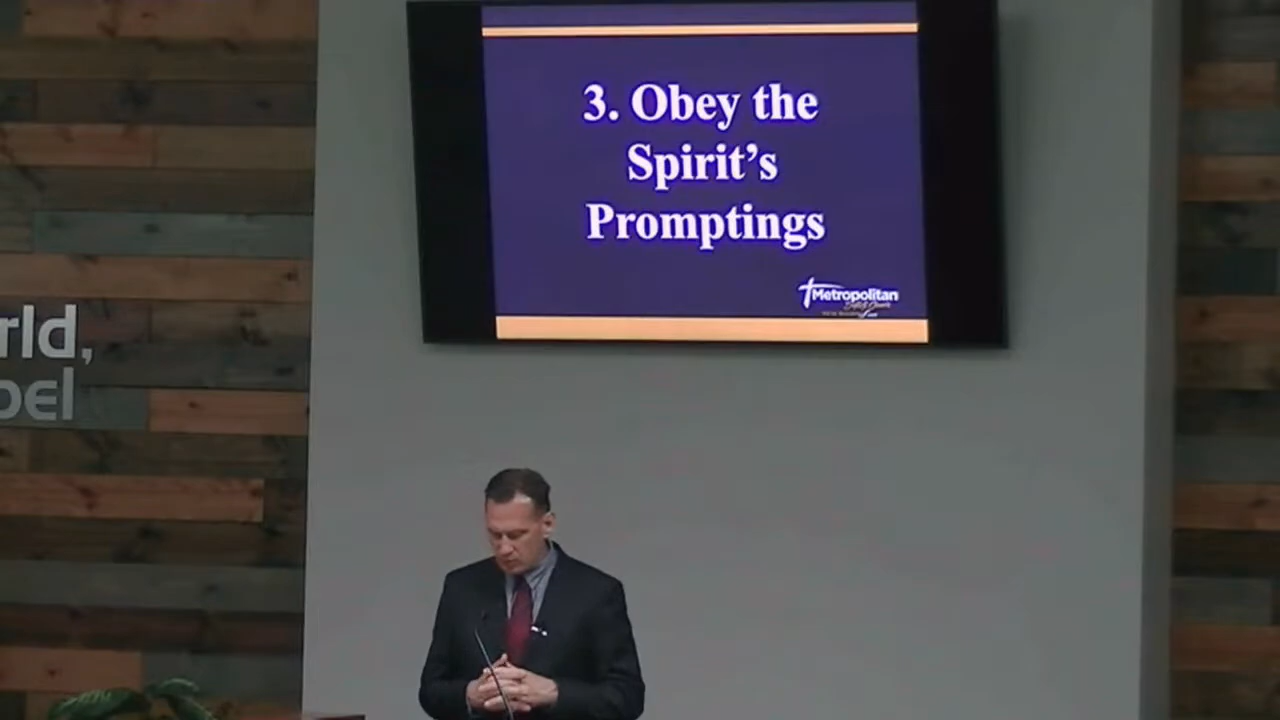 3. Obey the
Spirit's
Promptings
Metropolitan
rld,
pel